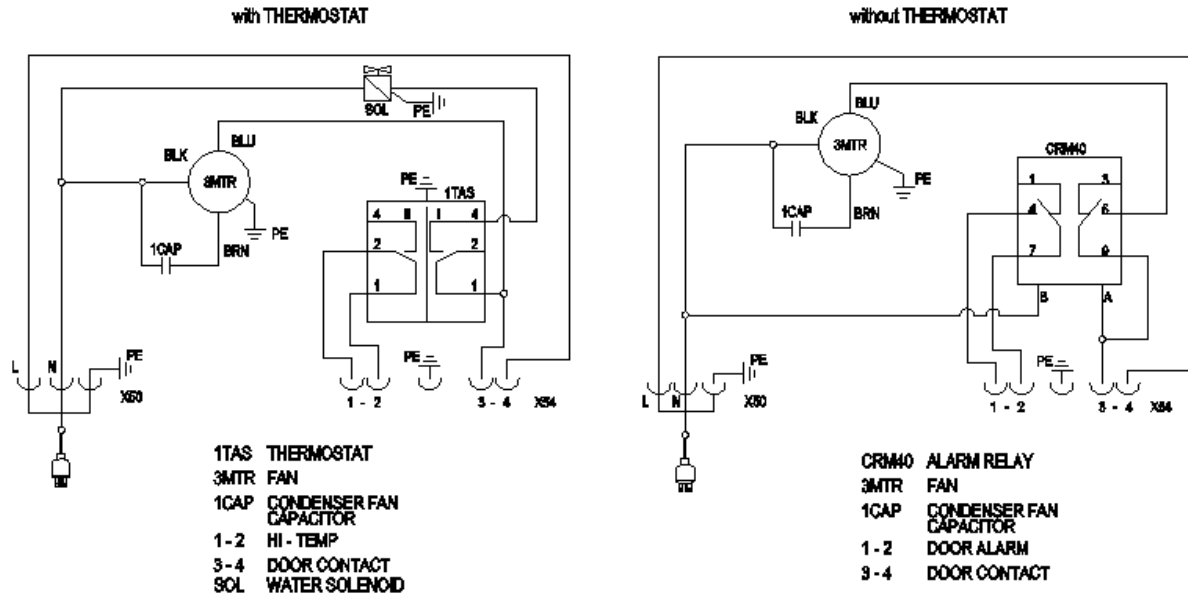 with THERMOSTAT
SOL
PE
BLU
BLK
3MTR
PE
1CAP
BRN
PE
1TAS
4 II I 4
2 2
1 1
L N
PE
X50
PE
1 - 2
3 - 4 X54
1TAS THERMOSTAT
3MTR FAN
1CAP CONDENSER FAN
CAPACITOR
1 - 2 HI - TEMP
3 - 4 DOOR CONTACT
SOL WATER SOLENOID
without THERMOSTAT
BLU
BLK
3MTR
PE
1CAP
BRN
CRM40
1 3
4 6
7 9
B A
L N
PE
X50
PE
1 - 2
3 - 4 X54
CRM40 ALARM RELAY
3MTR FAN
1CAP CONDENSER FAN
CAPACITOR
1 - 2 DOOR ALARM
3 - 4 DOOR CONTACT